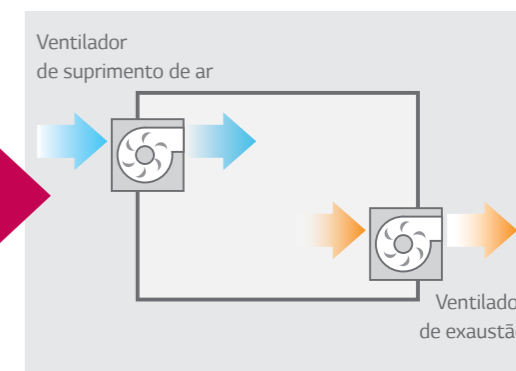 Ventilador
de suprimento de ar
Ventilado
de exaustã